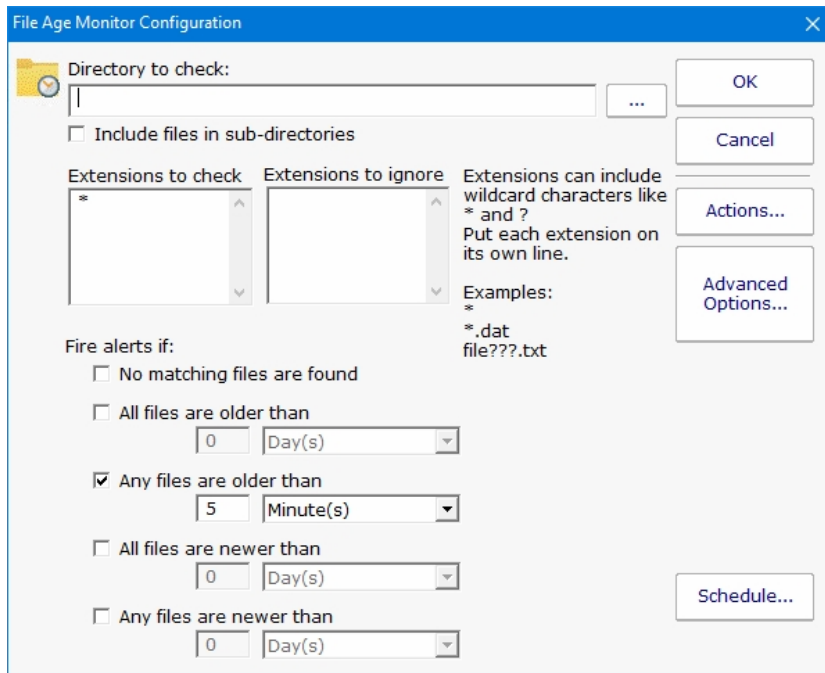 File Age Monitor Configuration
Directory to check:
...
OK
Include files in sub-directories
Cancel
Extensions to check
*
Extensions to ignore
Extensions can include
wildcard characters like
* and ?
Put each extension on
its own line.
Examples:
*
*.dat
file???.txt
Actions...
Advanced
Options...
Fire alerts if:
No matching files are found
All files are older than
0 Day(s)
Any files are older than
5 Minute(s)
All files are newer than
0 Day(s)
Schedule...
Any files are newer than
0 Day(s)